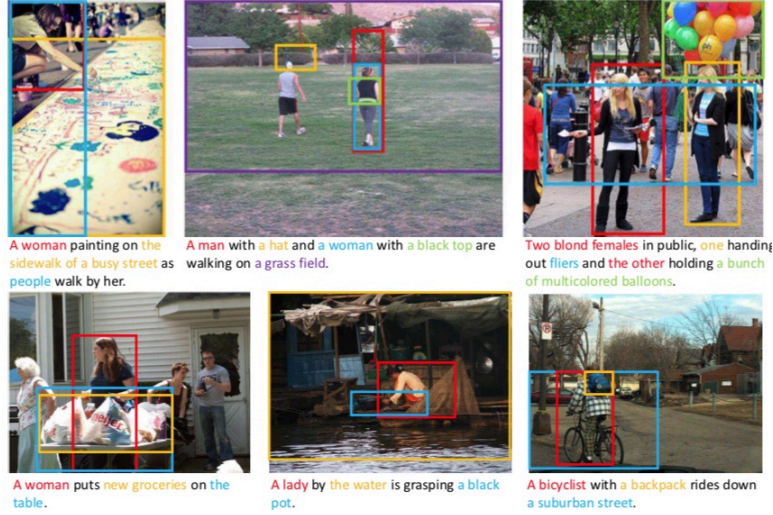 A woman painting on the
sidewalk of a busy street as
people walk by her.
A man with a hat and a woman with a black top are
walking on a grass field.
Two blond females in public, one handing
out fliers and the other holding a bunch
of multicolored balloons.
meijer
A woman puts new groceries on the
table.
A lady by the water is grasping a black
pot.
A bicyclist with a backpack rides down
a suburban street.